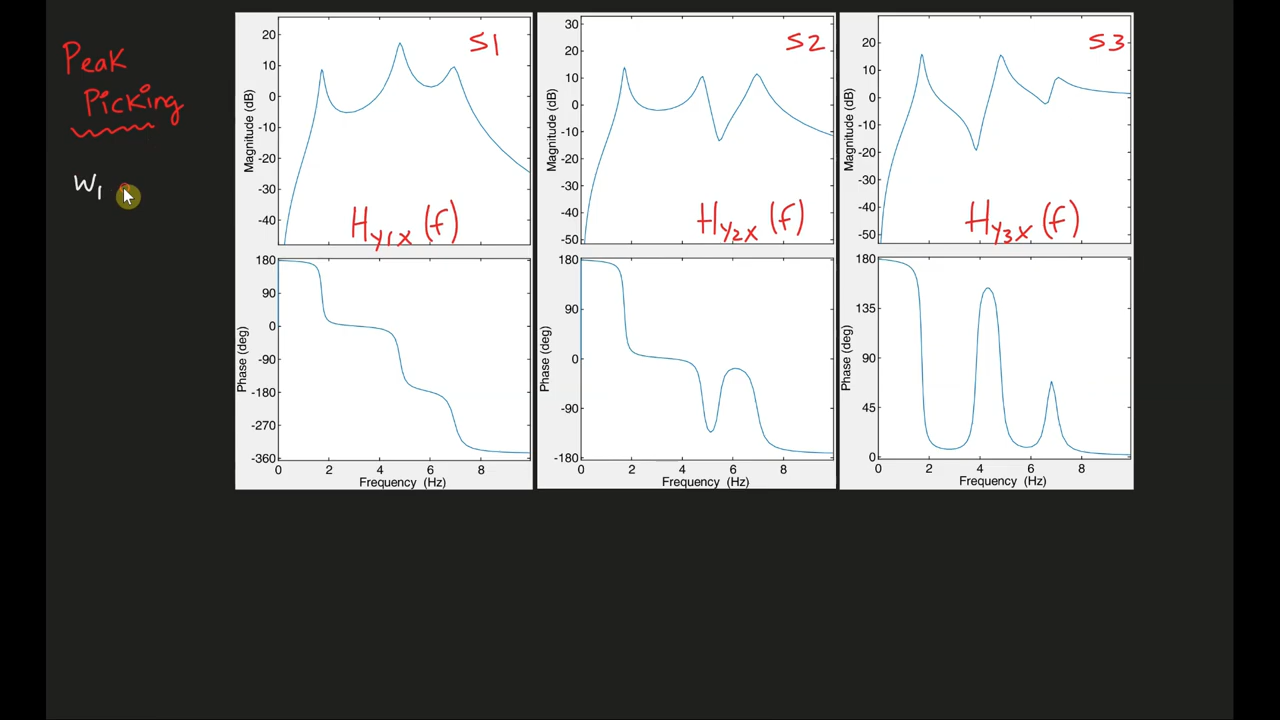 Peak
Picking
W1
S1
20
10
0
-10
-20
-30
-40
Magnitude (dB)
Hy1x(f)
180
90
0
-90
-180
-270
-360
Phase (deg)
0 2 4 6 8
Frequency (Hz)
S2
30
20
10
0
-10
-20
-30
-40
-50
Magnitude (dB)
Hy2x(f)
180
90
0
-90
-180
Phase (deg)
0 2 4 6 8
Frequency (Hz)
S3
20
10
0
-10
-20
-30
-40
-50
Magnitude (dB)
Hy3x(f)
180
135
90
45
0
Phase (deg)
0 2 4 6 8
Frequency (Hz)